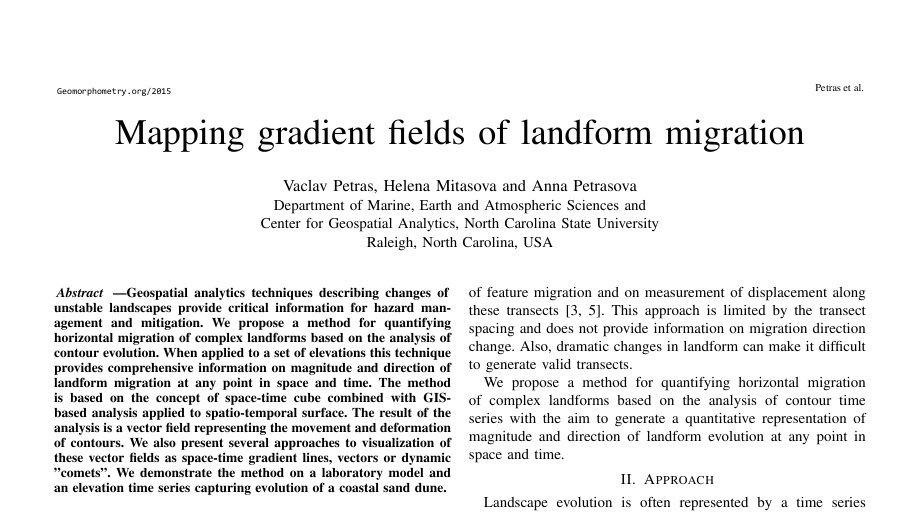 Geomorphometry.org/2015
Petras et al.
Mapping gradient fields of landform migration
Vaclav Petras, Helena Mitasova and Anna Petrasova
Department of Marine, Earth and Atmospheric Sciences and
Center for Geospatial Analytics, North Carolina State University
Raleigh, North Carolina, USA
Abstract —Geospatial analytics techniques describing changes of
unstable landscapes provide critical information for hazard man-
agement and mitigation. We propose a method for quantifying
horizontal migration of complex landforms based on the analysis of
contour evolution. When applied to a set of elevations this technique
provides comprehensive information on magnitude and direction of
landform migration at any point in space and time. The method
is based on the concept of space-time cube combined with GIS-
based analysis applied to spatio-temporal surface. The result of the
analysis is a vector field representing the movement and deformation
of contours. We also present several approaches to visualization of
these vector fields as space-time gradient lines, vectors or dynamic
”comets”. We demonstrate the method on a laboratory model and
an elevation time series capturing evolution of a coastal sand dune.
of feature migration and on measurement of displacement along
these transects [3, 5]. This approach is limited by the transect
spacing and does not provide information on migration direction
change. Also, dramatic changes in landform can make it difficult
to generate valid transects.
We propose a method for quantifying horizontal migration
of complex landforms based on the analysis of contour time
series with the aim to generate a quantitative representation of
magnitude and direction of landform evolution at any point in
space and time.
II. APPROACH
Landscape evolution is often represented by a time series